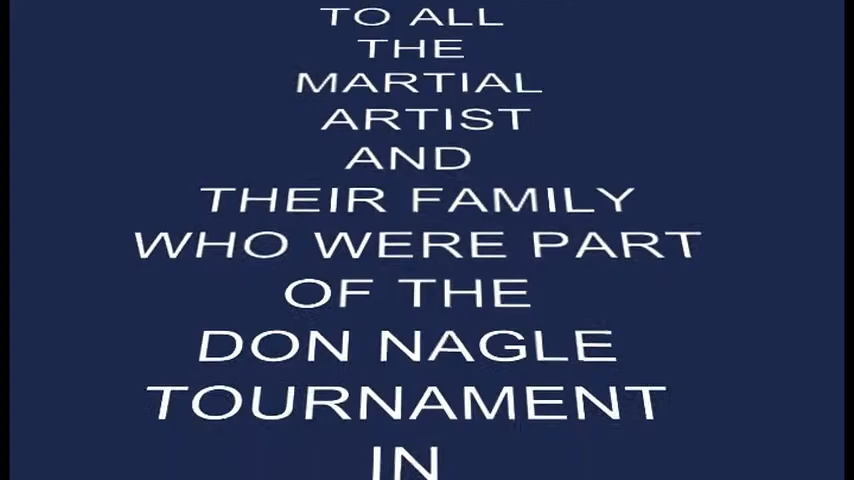 TO ALL
THE
MARTIAL
ARTIST
AND
THEIR FAMILY
WHO WERE PART
OF THE
DON NAGLE
TOURNAMENT
IN